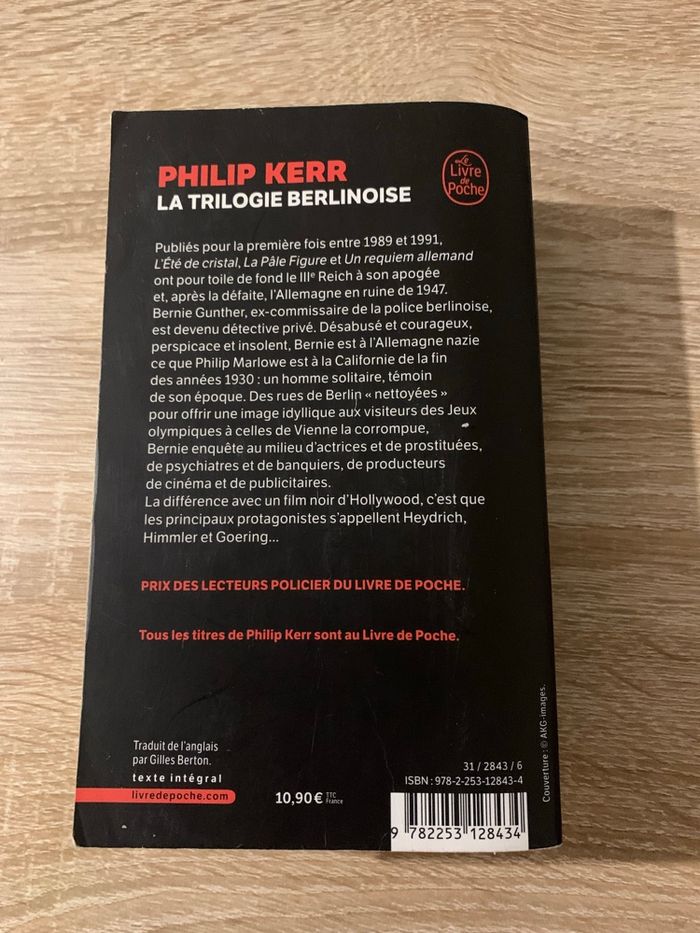 PHILIP KERR
LA TRILOGIE BERLINOISE
Le
Livre
de
Poche
Publiés pour la première fois entre 1989 et 1991,
L'Été de cristal, La Pâle Figure et Un requiem allemand
ont pour toile de fond le IIIe Reich à son apogée
et, après la défaite, l'Allemagne en ruine de 1947.
Bernie Gunther, ex-commissaire de la police berlinoise,
est devenu détective privé. Désabusé et courageux,
perspicace et insolent, Bernie est à l'Allemagne nazie
ce que Philip Marlowe est à la Californie de la fin
des années 1930 : un homme solitaire, témoin
de son époque. Des rues de Berlin « nettoyées »
pour offrir une image idyllique aux visiteurs des Jeux
olympiques à celles de Vienne la corrompue,
Bernie enquête au milieu d'actrices et de prostituées,
de psychiatres et de banquiers, de producteurs
de cinéma et de publicitaires.
La différence avec un film noir d'Hollywood, c'est que
les principaux protagonistes s'appellent Heydrich,
Himmler et Goering...
PRIX DES LECTEURS POLICIER DU LIVRE DE POCHE.
Tous les titres de Philip Kerr sont au Livre de Poche.
Traduit de l'anglais
par Gilles Berton.
texte intégral
livredepoche.com
10,90 € TTC
France
31 / 2843 / 6
ISBN : 978-2-253-12843-4
9 782253 128434
Couverture : © AKG-images.